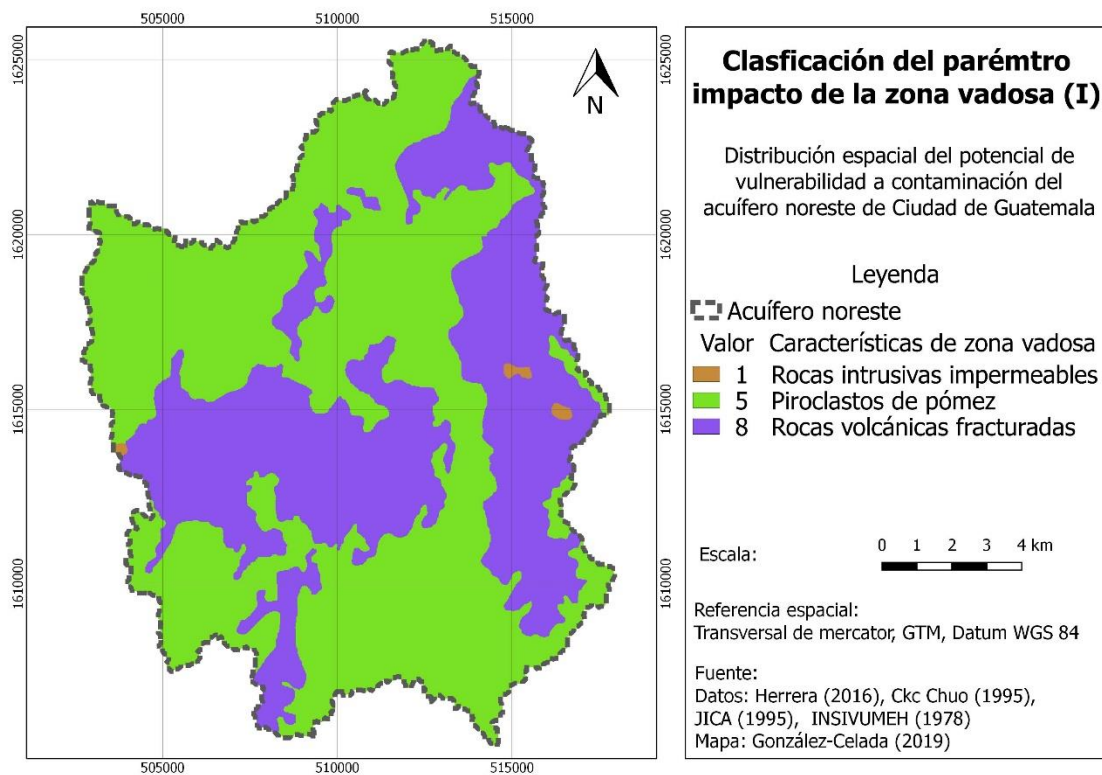 505000
510000
515000
1625000
1625000
1620000
1620000
1615000
1615000
1610000
1610000
N
505000
510000
515000
Clasficación del parémtro
impacto de la zona vadosa (I)
Distribución espacial del potencial de
vulnerabilidad a contaminación del
acuífero noreste de Ciudad de Guatemala
Leyenda
Acuífero noreste
Valor Características de zona vadosa
1 Rocas intrusivas impermeables
5 Piroclastos de pómez
8 Rocas volcánicas fracturadas
Escala:
0 1 2 3 4 km
Referencia espacial:
Transversal de mercator, GTM, Datum WGS 84
Fuente:
Datos: Herrera (2016), Ckc Chuo (1995),
JICA (1995), INSIVUMEH (1978)
Mapa: González-Celada (2019)